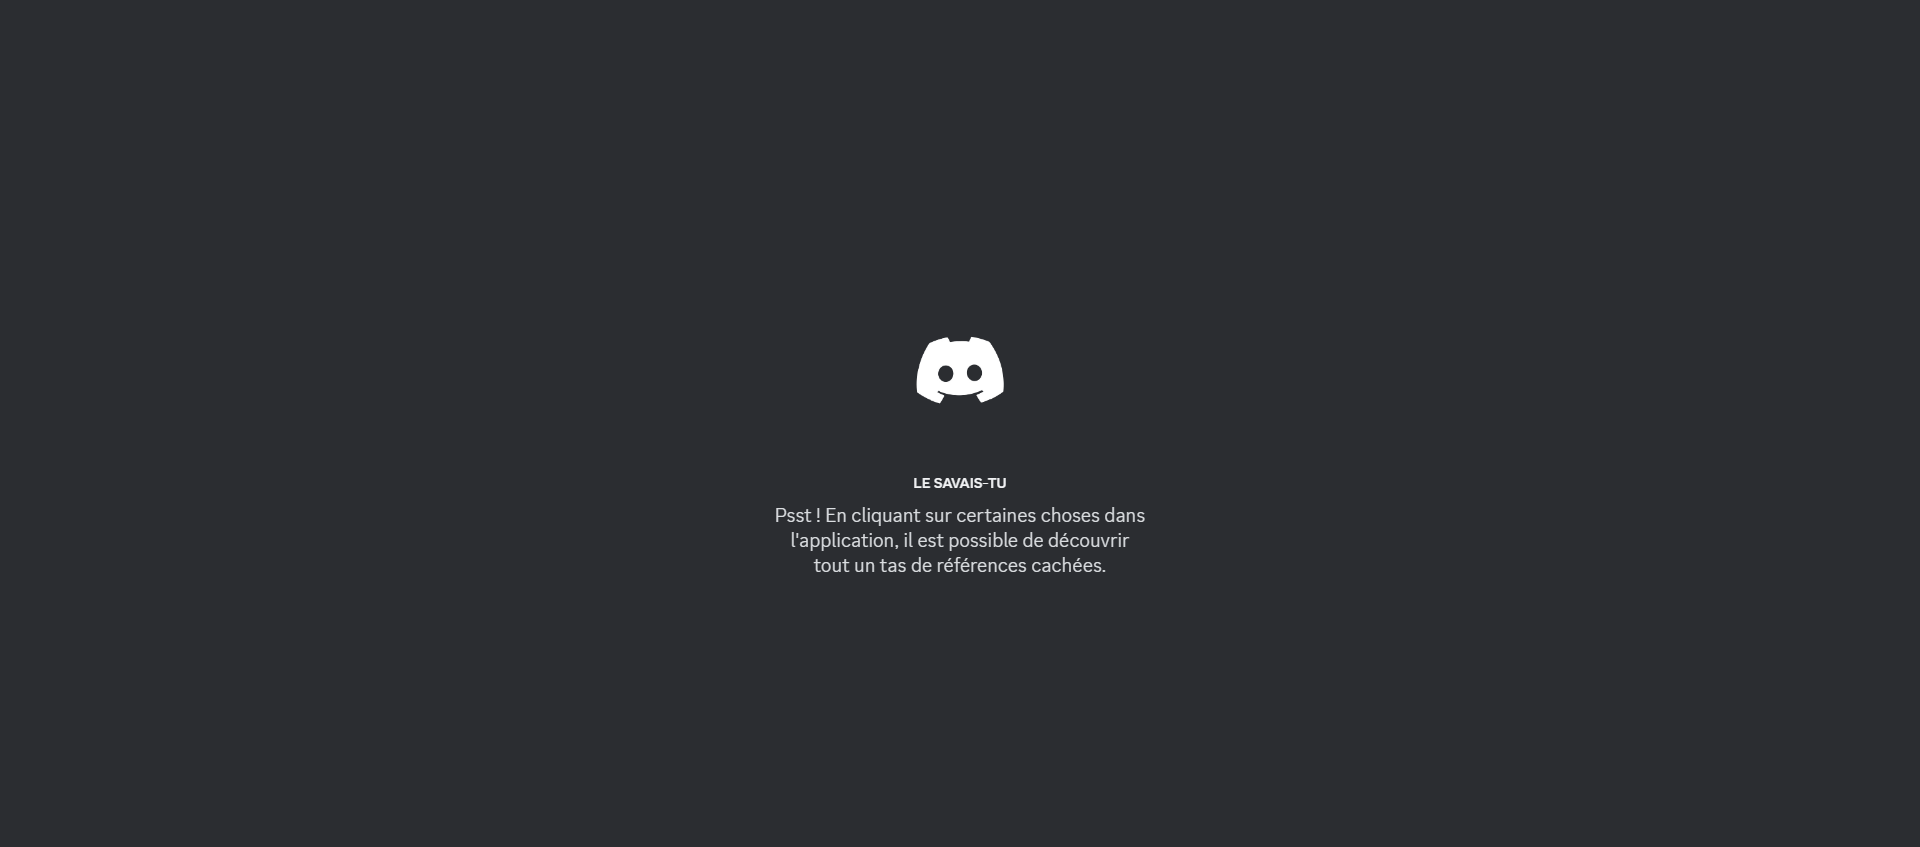 LE SAVAIS-TU
Psst ! En cliquant sur certaines choses dans
l'application, il est possible de découvrir
tout un tas de références cachées.